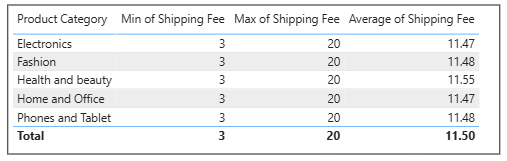 Product Category Min of Shipping Fee Max of Shipping Fee Average of Shipping Fee
Electronics 3 20 11.47
Fashion 3 20 11.48
Health and beauty 3 20 11.55
Home and Office 3 20 11.47
Phones and Tablet 3 20 11.48
Total 3 20 11.50